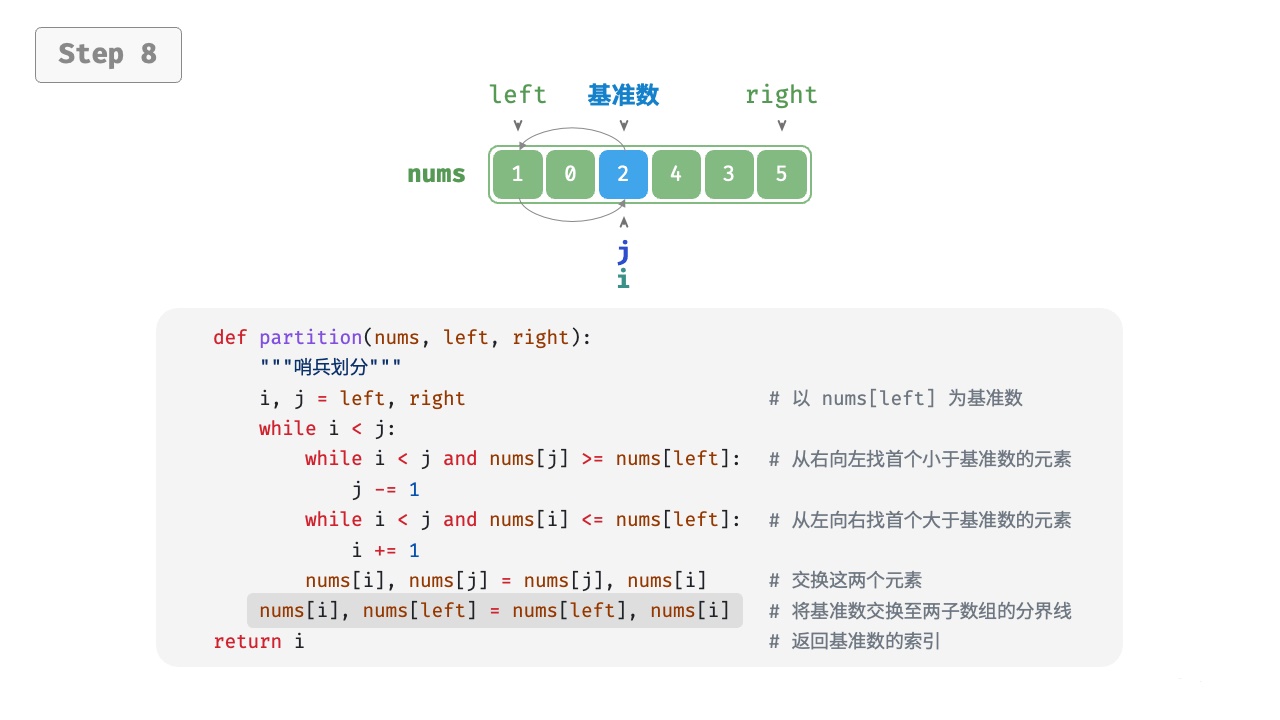 Step 8
left 基准数 right
nums 1 0 2 4 3 5
j
i
def partition(nums, left, right):
"""哨兵划分"""
i, j = left, right # 以 nums[left] 为基准数
while i < j:
while i < j and nums[j] >= nums[left]: # 从右向左找首个小于基准数的元素
j -= 1
while i < j and nums[i] <= nums[left]: # 从左向右找首个大于基准数的元素
i += 1
nums[i], nums[j] = nums[j], nums[i] # 交换这两个元素
nums[i], nums[left] = nums[left], nums[i] # 将基准数交换至两子数组的分界线
return i # 返回基准数的索引